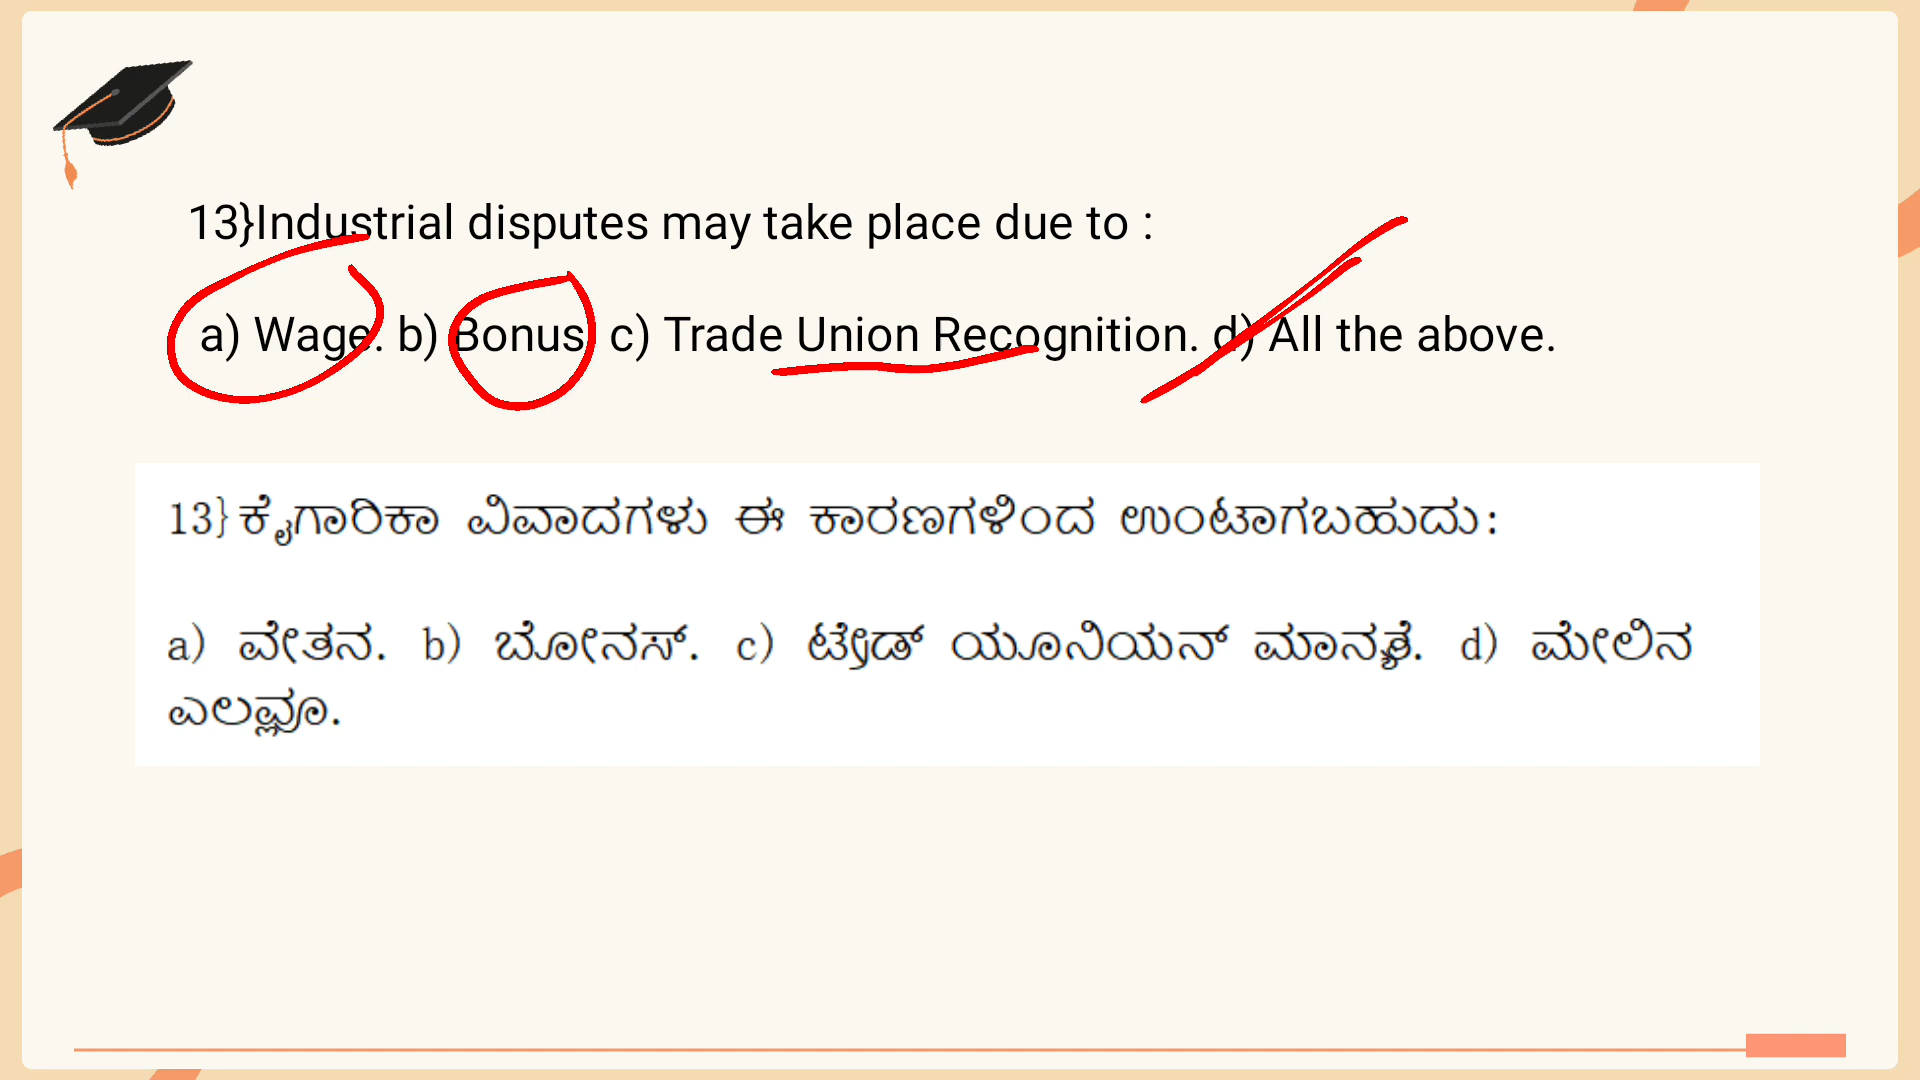 13}Industrial disputes may take place due to :
a) Wage. b) Bonus. c) Trade Union Recognition. d) All the above.
13}ಕೈಗಾರಿಕಾ ವಿವಾದಗಳು ಈ ಕಾರಣಗಳಿಂದ ಉಂಟಾಗಬಹುದು:
a) ವೇತನ. b) ಬೋನಸ್. c) ಟ್ರೇಡ್ ಯೂನಿಯನ್ ಮಾನ್ಯತೆ. d) ಮೇಲಿನ
ಎಲ್ಲವೂ.